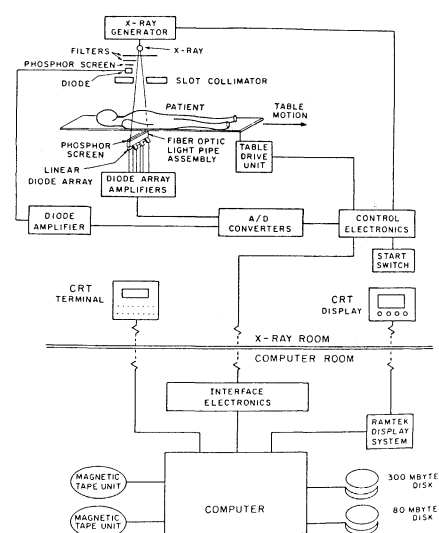 X-RAY
GENERATOR
X-RAY
FILTERS
PHOSPHOR SCREEN
DIODE
SLOT COLLIMATOR
PATIENT
TABLE
MOTION
PHOSPHOR
SCREEN
FIBER OPTIC
LIGHT PIPE
ASSEMBLY
LINEAR
DIODE ARRAY
TABLE
DRIVE
UNIT
DIODE ARRAY
AMPLIFIERS
DIODE
AMPLIFIER
A/D
CONVERTERS
CONTROL
ELECTRONICS
START
SWITCH
CRT
TERMINAL
CRT
DISPLAY
X-RAY ROOM
COMPUTER ROOM
INTERFACE
ELECTRONICS
RAMTEK
DISPLAY
SYSTEM
MAGNETIC
TAPE UNIT
COMPUTER
300 MBYTE
DISK
MAGNETIC
TAPE UNIT
80 MBYTE
DISK